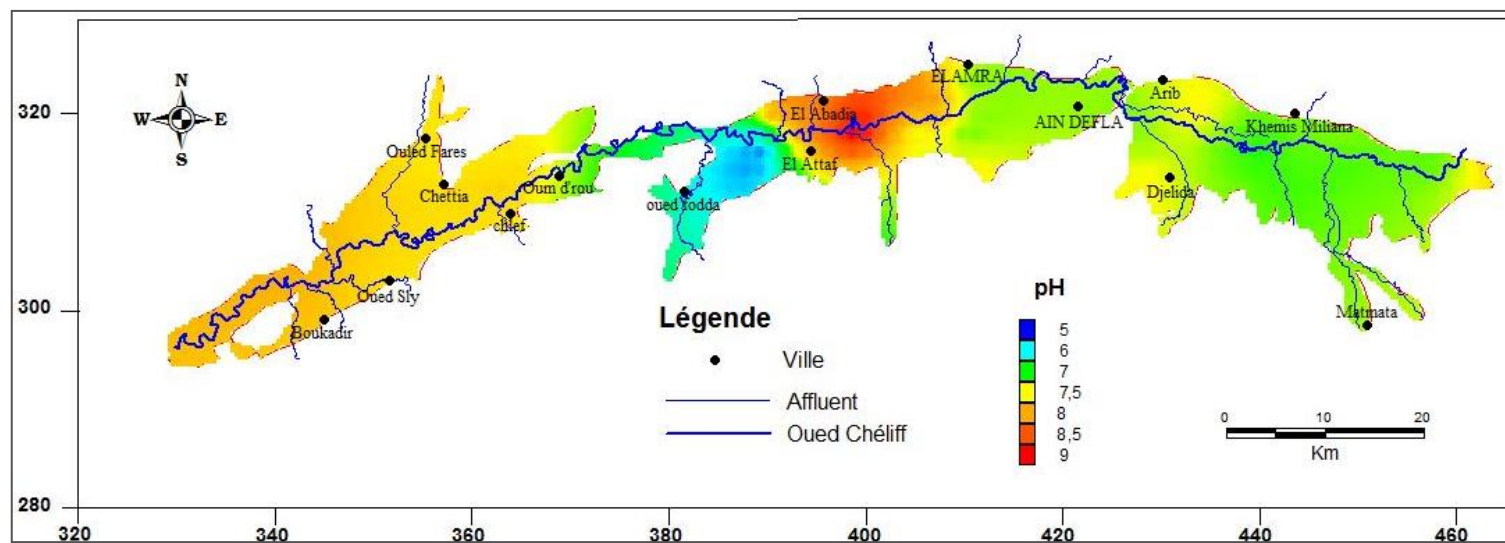 N
W E
S
320
300
280
320
340
360
380
400
420
440
460
Ouled Fares
Chettia
Oum d'rou
chlef
Oued Sly
Boukadir
oued rodda
El Abadia
El Attaf
ELAMRA
AIN DEFLA
Arib
Khemis Miliana
Djelida
Matmata
Légende
Ville
Affluent
Oued Chéliff
pH
5
6
7
7,5
8
8,5
9
0 10 20
Km